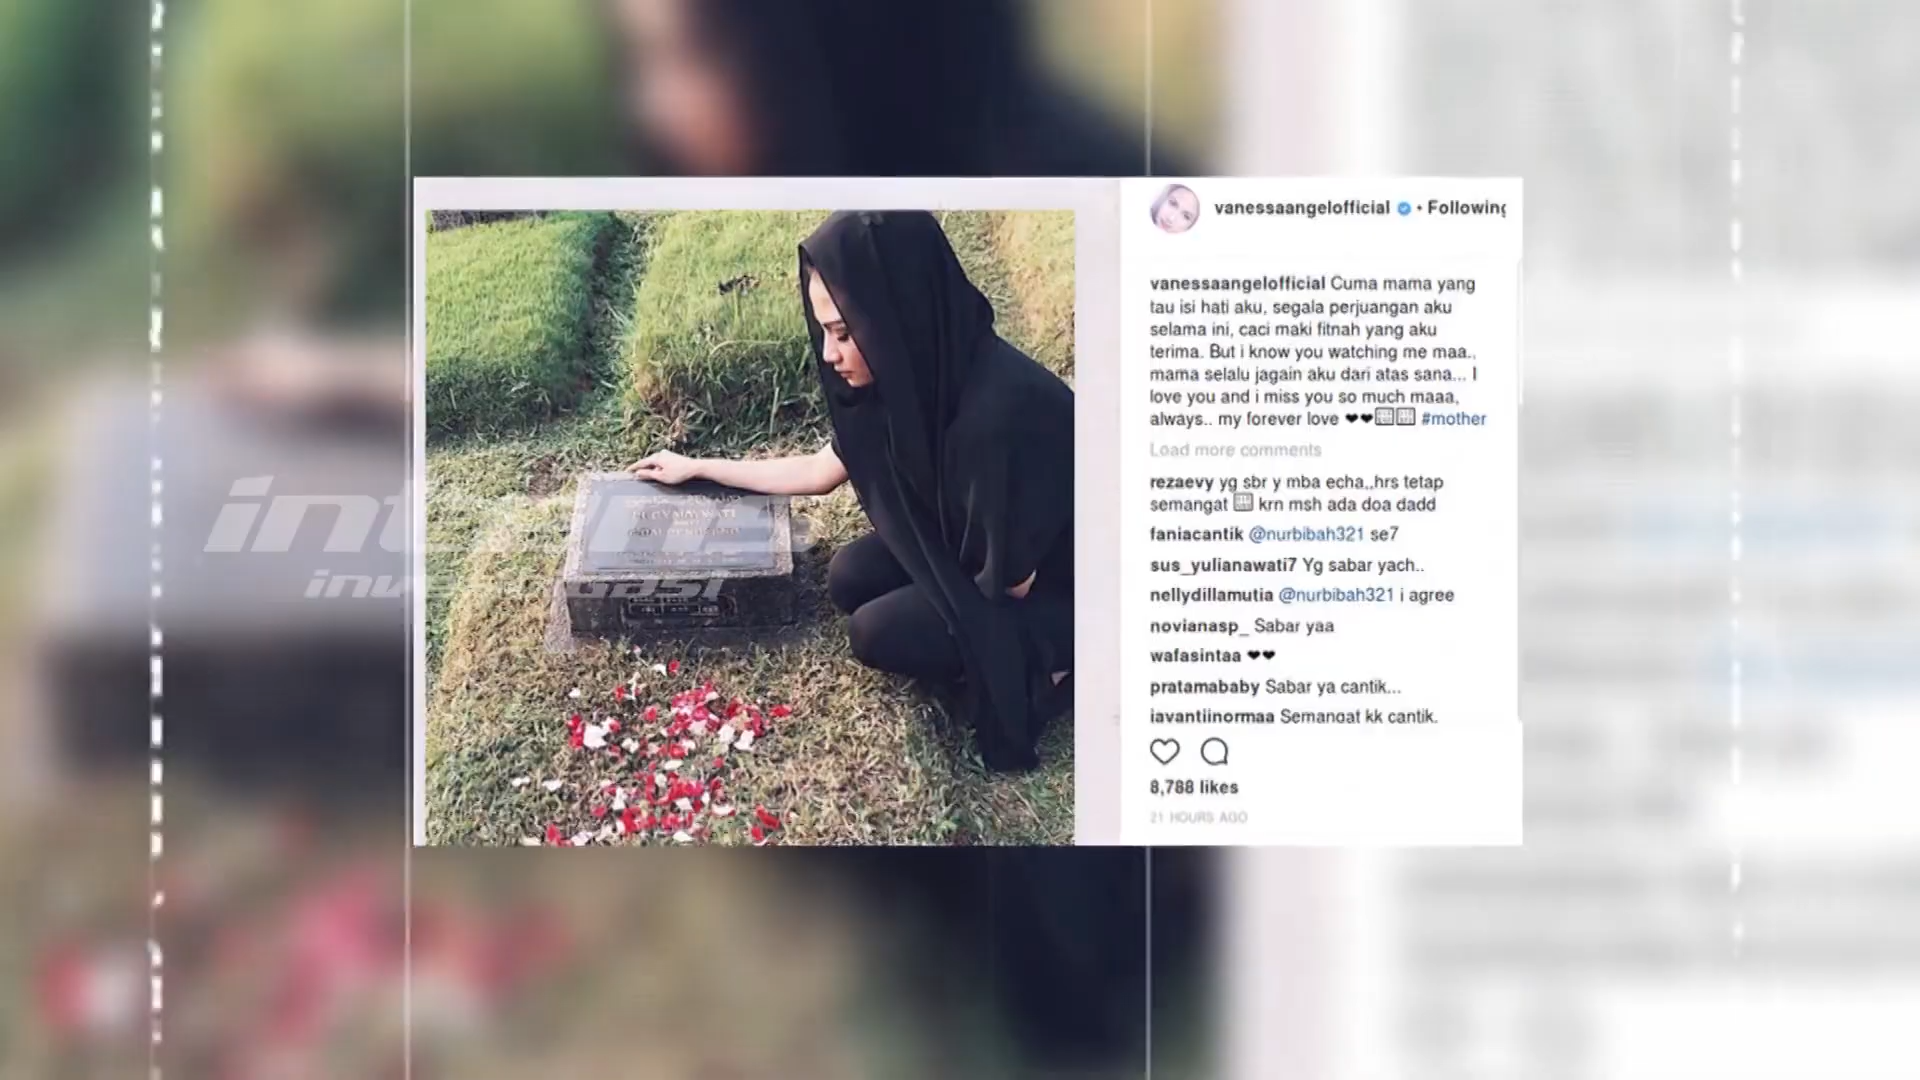 vanessaangelofficial • Following
vanessaangelofficial Cuma mama yang
tau isi hati aku, segala perjuangan aku
selama ini, caci maki fitnah yang aku
terima. But i know you watching me maa.,
mama selalu jagain aku dari atas sana... I
love you and i miss you so much maaa,
always.. my forever love ❤❤ #mother
Load more comments
rezaevy yg sbr y mba echa,,hrs tetap
semangat krn msh ada doa dadd
faniacantik @nurbibah321 se7
sus_yulianawati7 Yg sabar yach..
nellydillamutia @nurbibah321 i agree
novianasp_ Sabar yaa
wafasintaa ❤❤
pratamababy Sabar ya cantik...
iavantiinormaa Semangat kk cantik.
8,788 likes
21 HOURS AGO
intens
investigasi